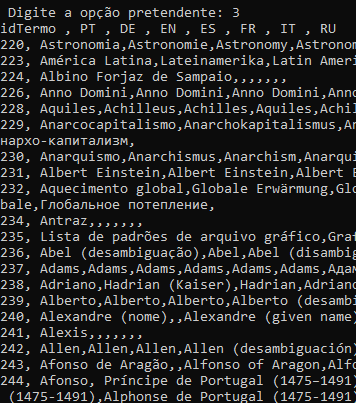 Digite a opção pretendente: 3
idTermo , PT , DE , EN , ES , FR , IT , RU
220, Astronomia,Astronomie,Astronomy,Astronom
223, América Latina,Lateinamerika,Latin Ameri
224, Albino Forjaz de Sampaio,,,,,,,
226, Anno Domini,Anno Domini,Anno Domini,Anno
228, Aquiles,Achilleus,Achilles,Aquiles,Achil
229, Anarcocapitalismo,Anarchokapitalismus,An
нархо-капитализм,
230, Anarquismo,Anarchismus,Anarchism,Anarqui
231, Albert Einstein,Albert Einstein,Albert E
232, Aquecimento global,Globale Erwärmung,Glo
bale,Глобальное потепление,
234, Antraz,,,,,,,
235, Lista de padrões de arquivo gráfico,Graf
236, Abel (desambiguação),Abel,Abel (disambig
237, Adams,Adams,Adams,Adams,Adams,Adams,Адам
238, Adriano,Hadrian (Kaiser),Hadrian,Adriano
239, Alberto,Alberto,Alberto,Alberto (desambi
240, Alexandre (nome),,Alexandre (given name)
241, Alexis,,,,,,,
242, Allen,Allen,Allen,Allen (desambiguación)
243, Afonso de Aragão,,Alfonso of Aragon,Alfo
244, Afonso, Príncipe de Portugal (1475–1491)
(1475-1491),Alphonse de Portugal (1475-1491)